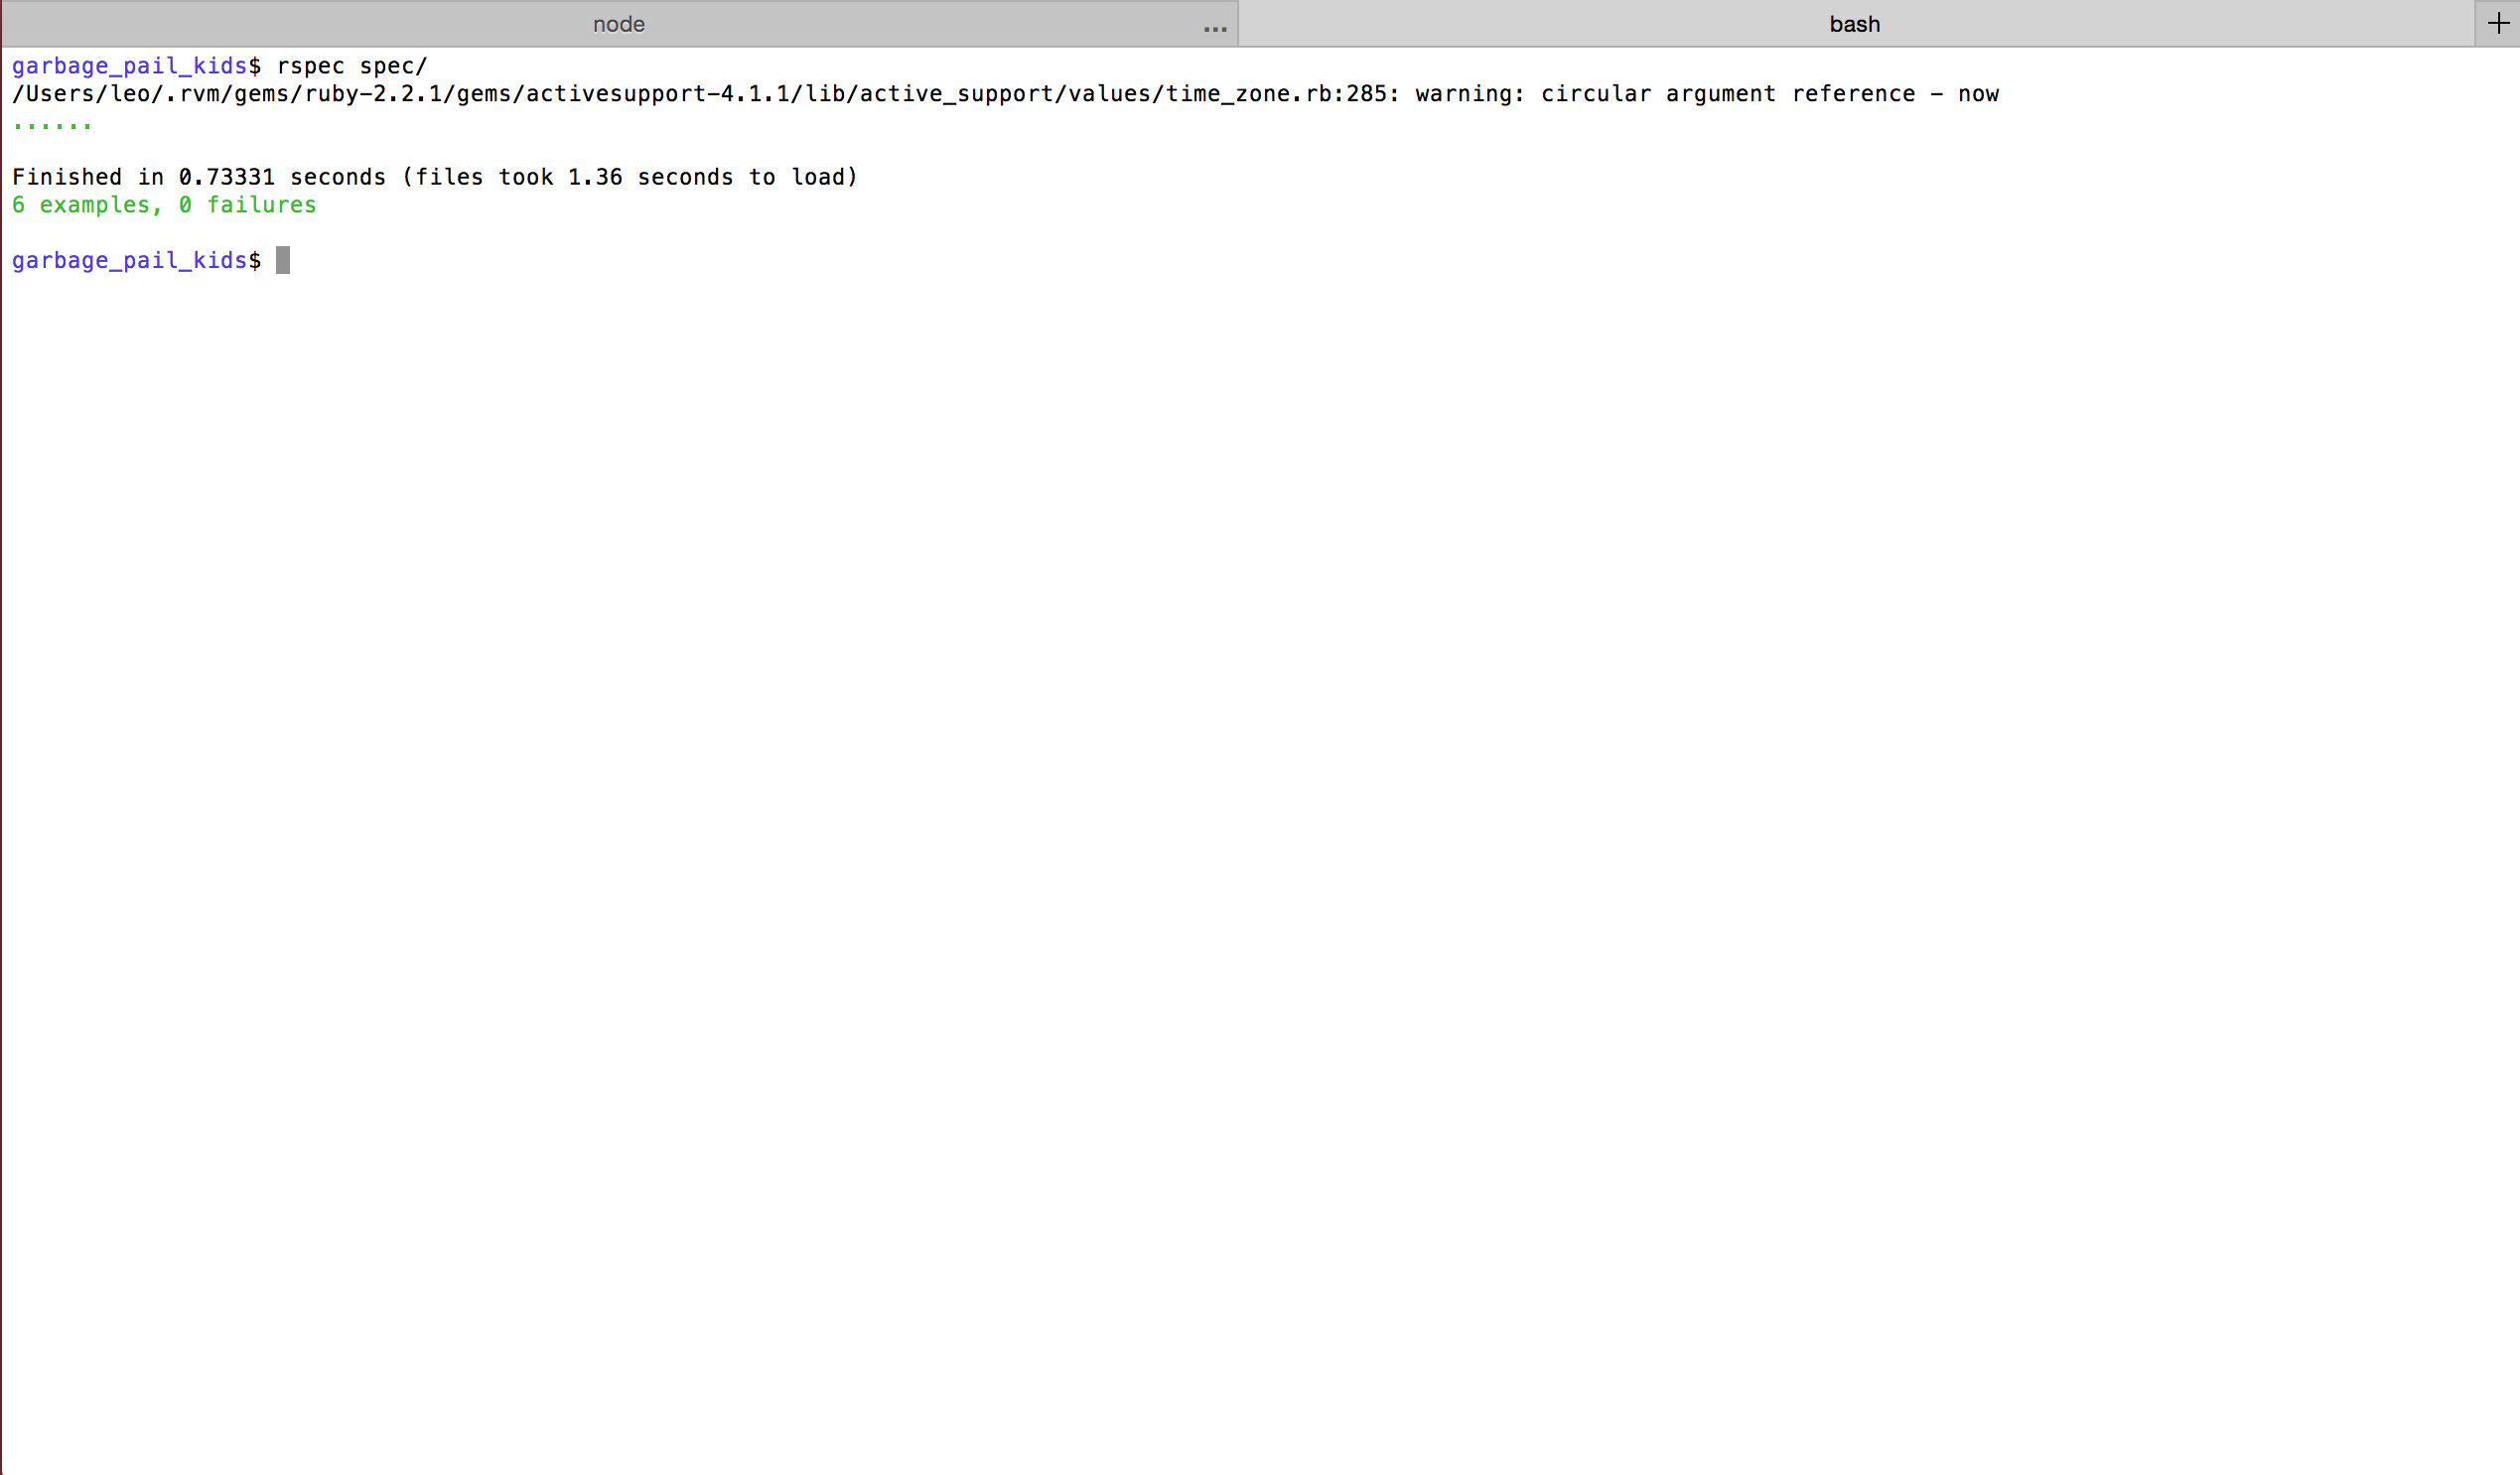 node
...
bash
+
garbage_pail_kids$ rspec spec/
/Users/leo/.rvm/gems/ruby-2.2.1/gems/activesupport-4.1.1/lib/active_support/values/time_zone.rb:285: warning: circular argument reference - now
......
Finished in 0.73331 seconds (files took 1.36 seconds to load)
6 examples, 0 failures
garbage_pail_kids$